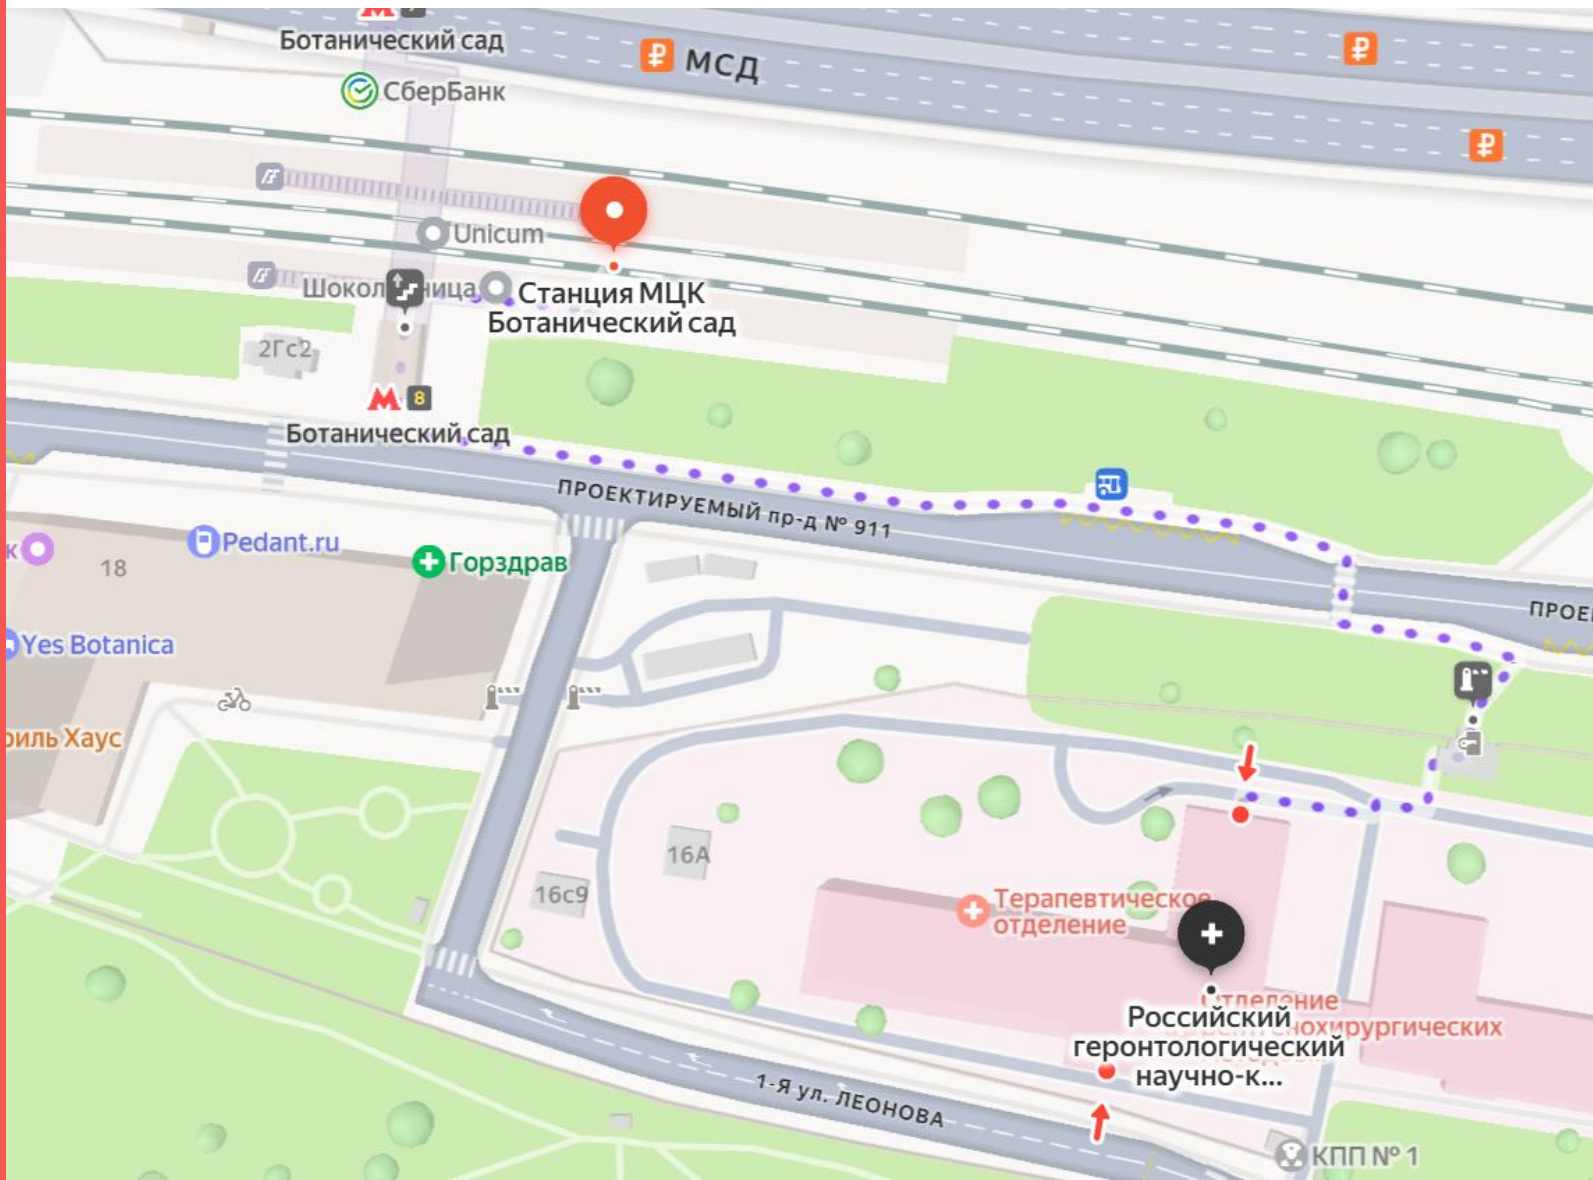 Ботанический сад
МСД
СберБанк
Unicum
Станция МЦК
Ботанический сад
2Гс2
8
Ботанический сад
ПРОЕКТИРУЕМЫЙ пр-д № 911
18
Pedant.ru
Горздрав
Yes Botanica
16А
16с9
Терапевтическое
отделение
Российский
геронтологический
научно-к...
1-Я ул. ЛЕОНОВА
КПП № 1